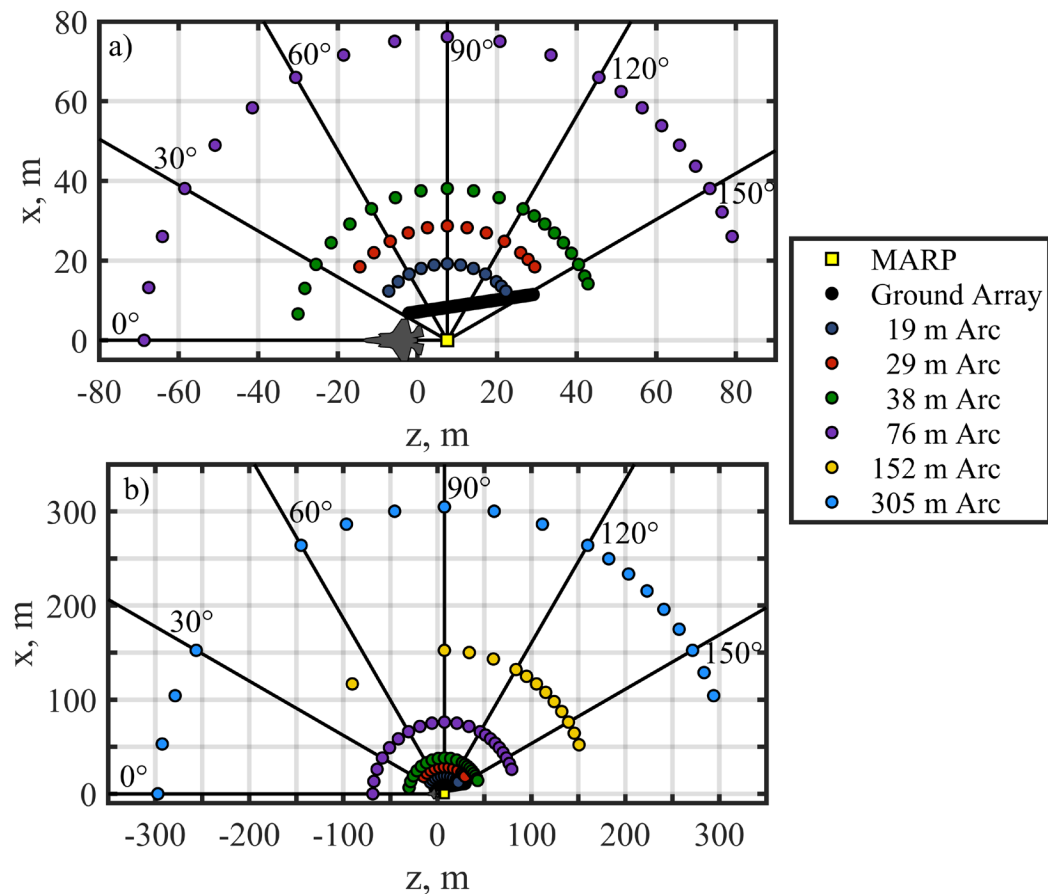 a)
80
60
40
20
0
x, m
0°
30°
60°
90°
120°
150°
-80 -60 -40 -20 0 20 40 60 80
z, m
MARP
Ground Array
19 m Arc
29 m Arc
38 m Arc
76 m Arc
152 m Arc
305 m Arc
b)
300
200
100
0
x, m
0°
30°
60°
90°
120°
150°
-300 -200 -100 0 100 200 300
z, m